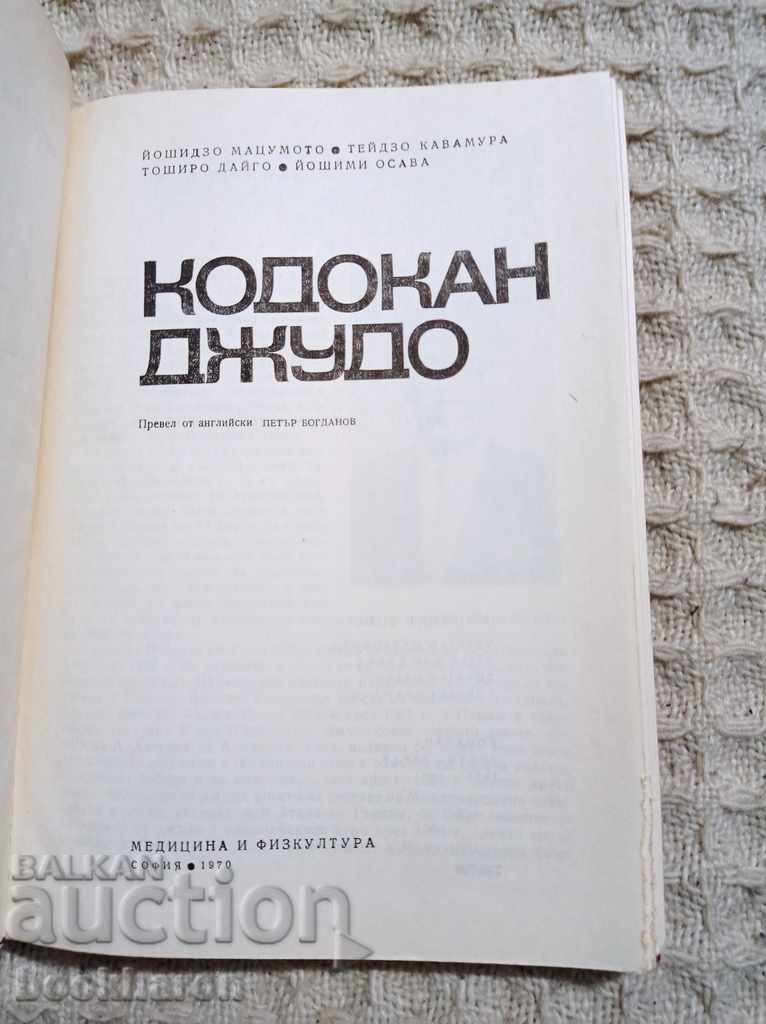 ЙОШИДЗО МАЦУМОТО ● ТЕЙДЗО КАВАМУРА
ТОШИРО ДАЙГО ● ЙОШИМИ ОСАВА
КОДОКАН
ДЖУДО
Превел от английски ПЕТЪР БОГДАНОВ
МЕДИЦИНА И ФИЗКУЛТУРА
СОФИЯ ● 1970
BALKAN
auction
bookbaron